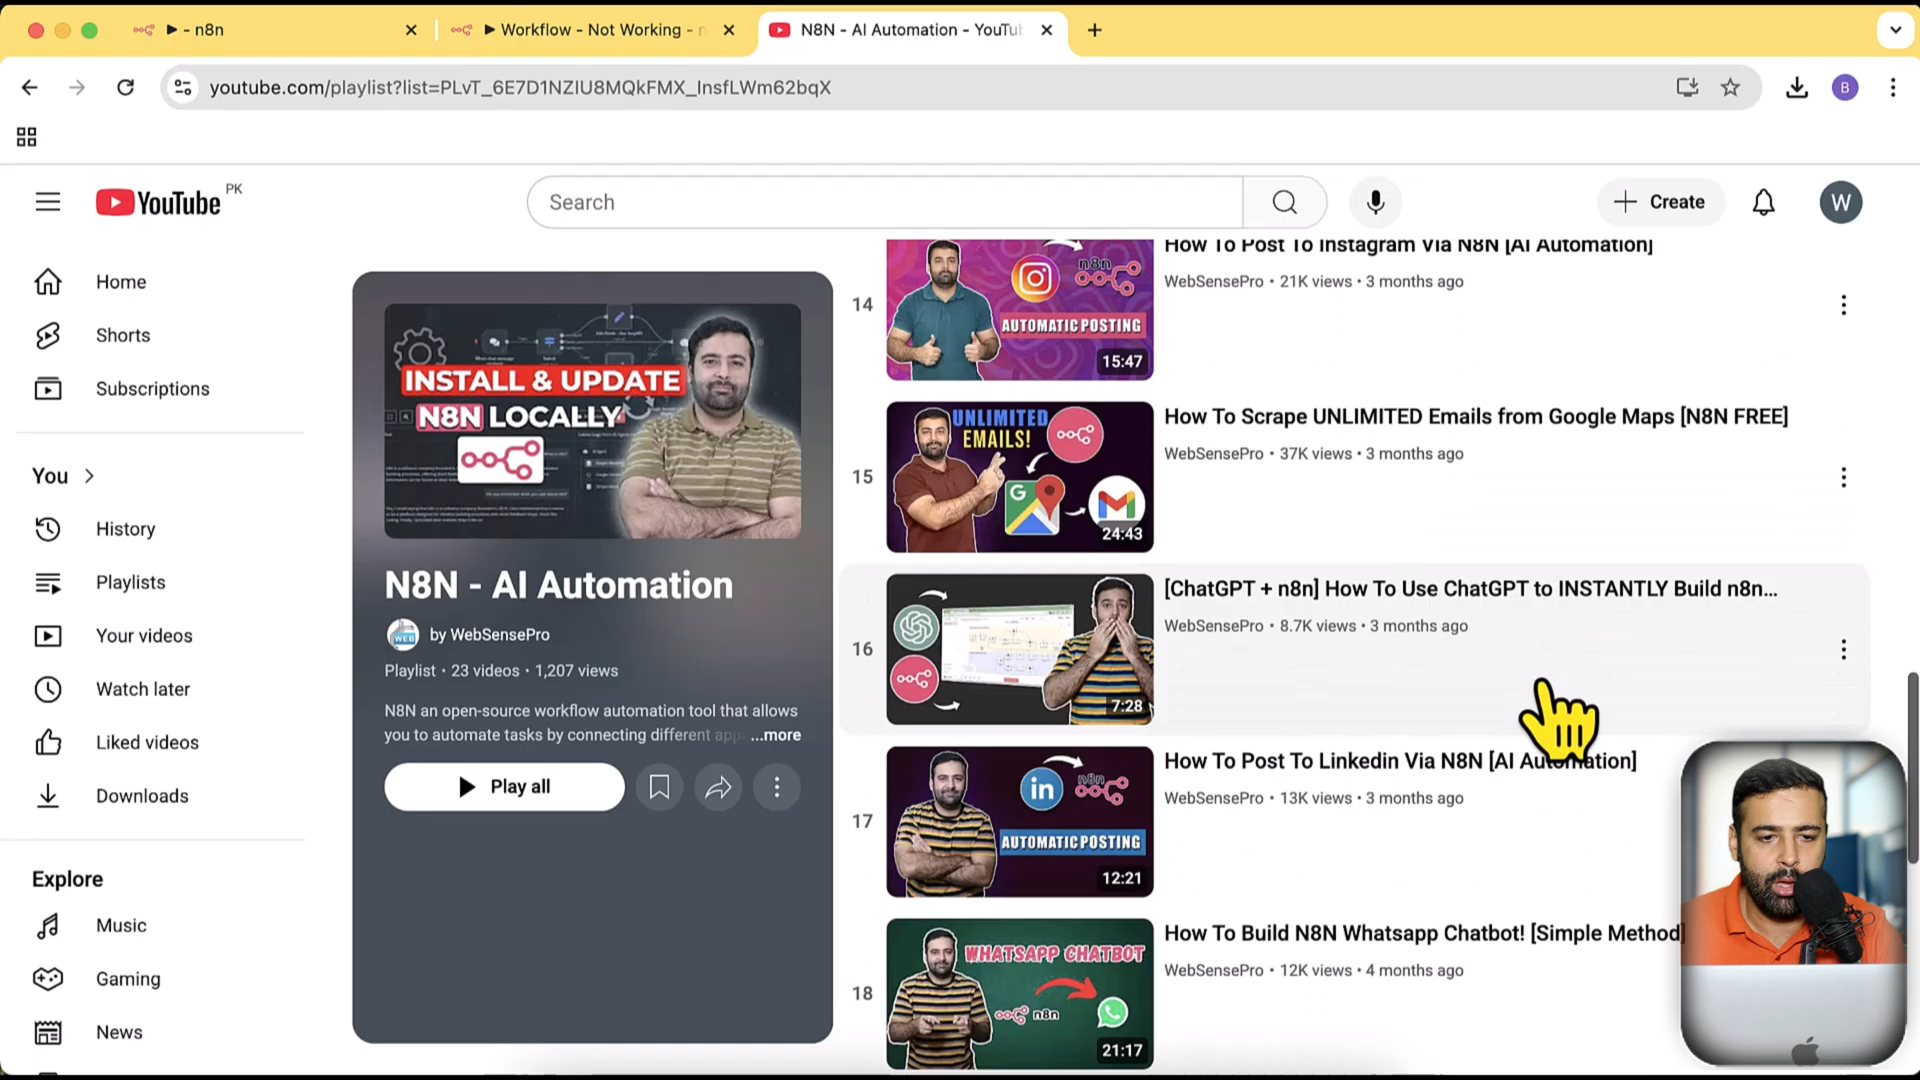 ▶ - n8n
▶ Workflow - Not Working - n
N8N - AI Automation - YouTu
youtube.com/playlist?list=PLvT_6E7D1NZIU8MQkFMX_InsfLWm62bqX
B
YouTube PK
Search
Create
W
Home
Shorts
Subscriptions
You
History
Playlists
Your videos
Watch later
Liked videos
Downloads
Explore
Music
Gaming
News
INSTALL & UPDATE
N8N LOCALLY
N8N - AI Automation
WEB
by WebSensePro
Playlist • 23 videos • 1,207 views
N8N an open-source workflow automation tool that allows
you to automate tasks by connecting different app ...more
Play all
14
n8n
AUTOMATIC POSTING
15:47
How To Post To Instagram Via N8N [AI Automation]
WebSensePro • 21K views • 3 months ago
15
UNLIMITED
EMAILS!
G
24:43
How To Scrape UNLIMITED Emails from Google Maps [N8N FREE]
WebSensePro • 37K views • 3 months ago
16
7:28
[ChatGPT + n8n] How To Use ChatGPT to INSTANTLY Build n8n...
WebSensePro • 8.7K views • 3 months ago
17
in
n8n
AUTOMATIC POSTING
12:21
How To Post To Linkedin Via N8N [AI Automation]
WebSensePro • 13K views • 3 months ago
18
WHATSAPP CHATBOT
n8n
21:17
How To Build N8N Whatsapp Chatbot! [Simple Method]
WebSensePro • 12K views • 4 months ago